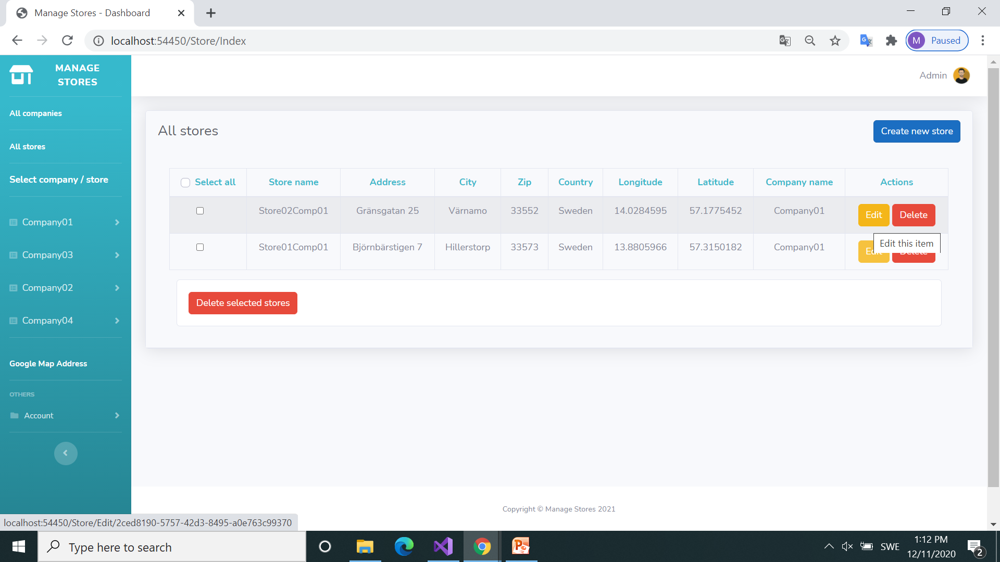 Manage Stores - Dashboard
localhost:54450/Store/Index
M Paused
MANAGE
STORES
Admin
All companies
All stores
Select company / store
Company01
Company03
Company02
Company04
Google Map Address
OTHERS
Account
All stores
Create new store
Select all Store name Address City Zip Country Longitude Latitude Company name Actions
Store02Comp01 Gränsgatan 25 Värnamo 33552 Sweden 14.0284595 57.1775452 Company01 Edit Delete
Store01Comp01 Björnbärstigen 7 Hillerstorp 33573 Sweden 13.8805966 57.3150182 Company01 Edit Delete
Edit this item
Delete selected stores
Copyright © Manage Stores 2021
localhost:54450/Store/Edit/2ced8190-5757-42d3-8495-a0e763c99370
Type here to search
SWE
1:12 PM
12/11/2020
2